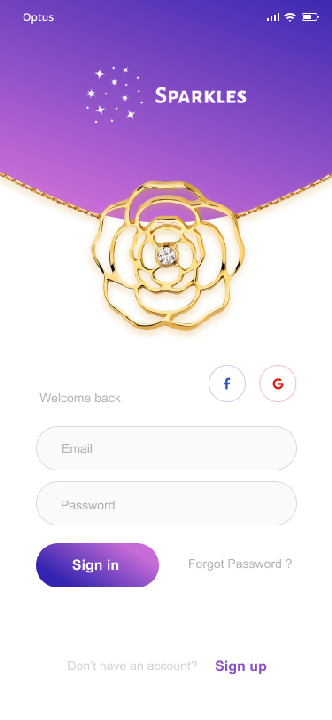 Optus
SPARKLES
Welcome back
f
G
Email
Password
Sign in
Forgot Password ?
Don't have an account? Sign up